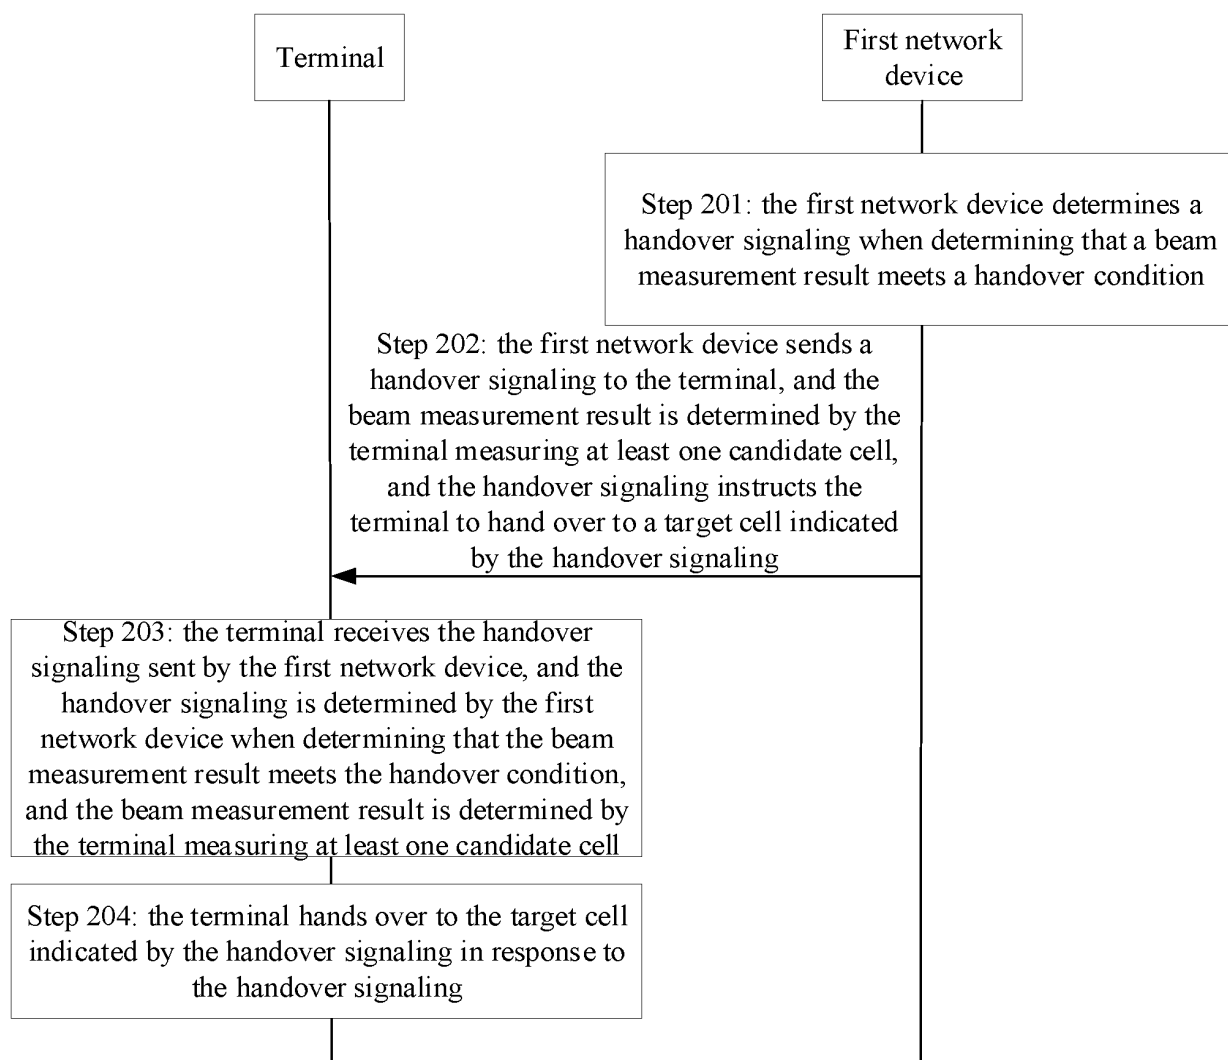 Terminal
First network
device
Step 201: the first network device determines a
handover signaling when determining that a beam
measurement result meets a handover condition
Step 202: the first network device sends a
handover signaling to the terminal, and the
beam measurement result is determined by the
terminal measuring at least one candidate cell,
and the handover signaling instructs the
terminal to hand over to a target cell indicated
by the handover signaling
Step 203: the terminal receives the handover
signaling sent by the first network device, and the
handover signaling is determined by the first
network device when determining that the beam
measurement result meets the handover condition,
and the beam measurement result is determined by
the terminal measuring at least one candidate cell
Step 204: the terminal hands over to the target cell
indicated by the handover signaling in response to
the handover signaling